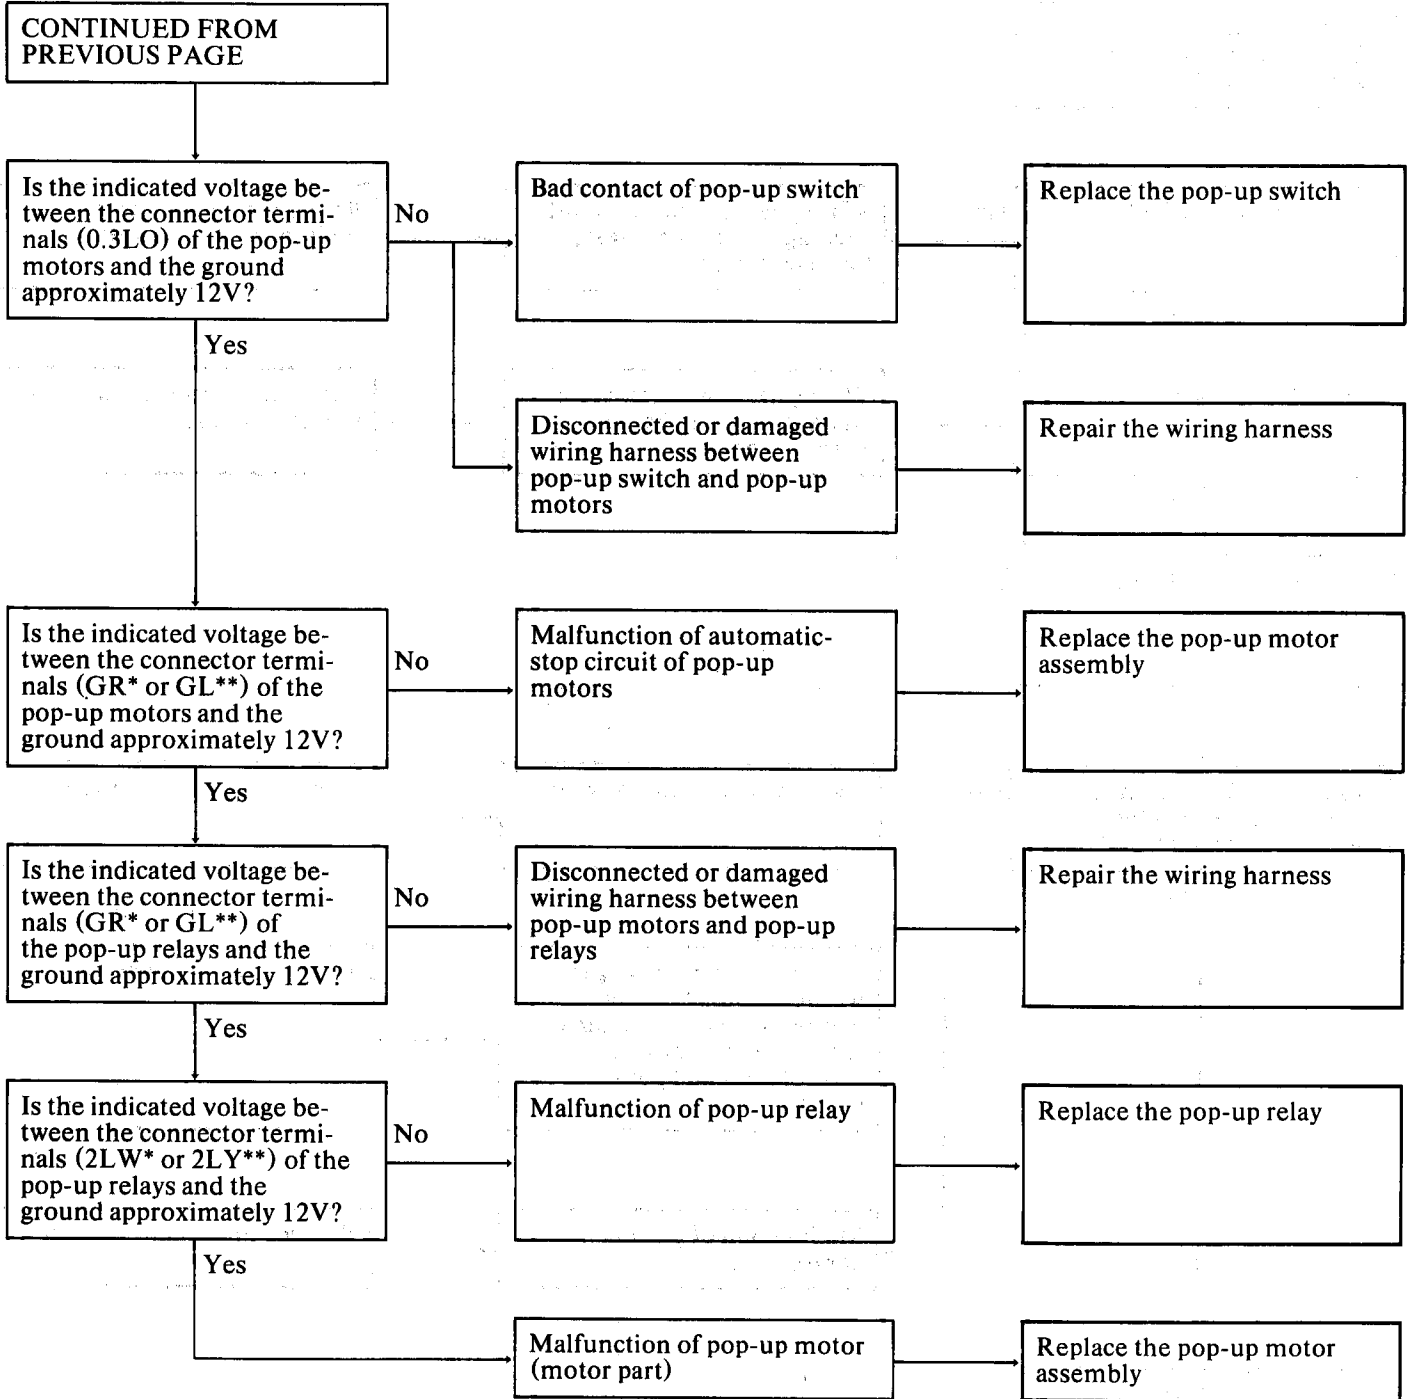 CONTINUED FROM
PREVIOUS PAGE
Is the indicated voltage be-
tween the connector termi-
nals (0.3LO) of the pop-up
motors and the ground
approximately 12V?
No
Bad contact of pop-up switch
Replace the pop-up switch
Yes
Disconnected or damaged
wiring harness between
pop-up switch and pop-up
motors
Repair the wiring harness
Is the indicated voltage be-
tween the connector termi-
nals (GR* or GL**) of the
pop-up motors and the
ground approximately 12V?
No
Malfunction of automatic-
stop circuit of pop-up
motors
Replace the pop-up motor
assembly
Yes
Is the indicated voltage be-
tween the connector termi-
nals (GR* or GL**) of
the pop-up relays and the
ground approximately 12V?
No
Disconnected or damaged
wiring harness between
pop-up motors and pop-up
relays
Repair the wiring harness
Yes
Is the indicated voltage be-
tween the connector termi-
nals (2LW* or 2LY**) of the
pop-up relays and the
ground approximately 12V?
No
Malfunction of pop-up relay
Replace the pop-up relay
Yes
Malfunction of pop-up motor
(motor part)
Replace the pop-up motor
assembly